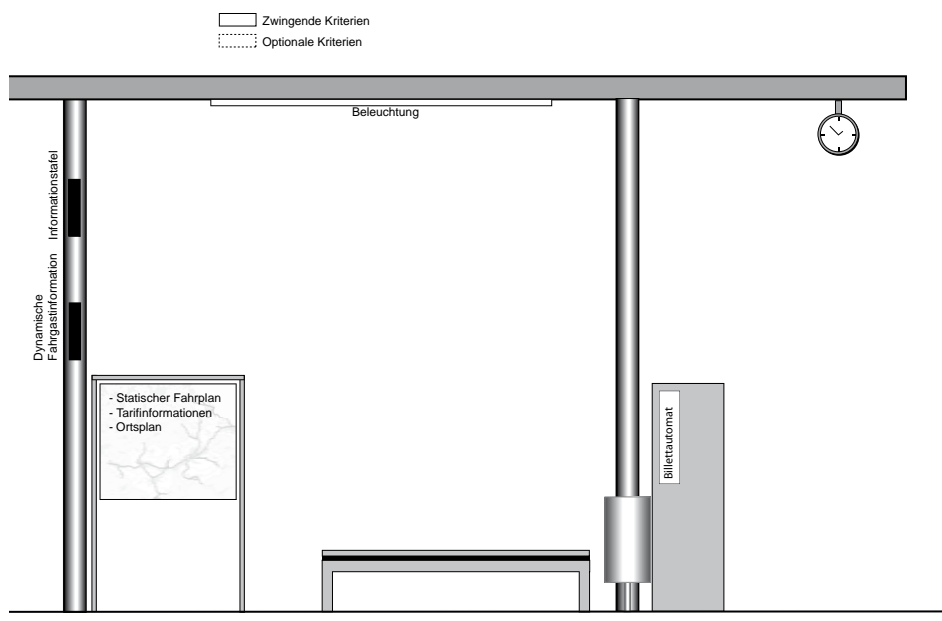 Zwingende Kriterien
Optionale Kriterien
Beleuchtung
Informationstafel
Dynamische
Fahrgastinformation
- Statischer Fahrplan
- Tarifinformationen
- Ortsplan
Billettautomat